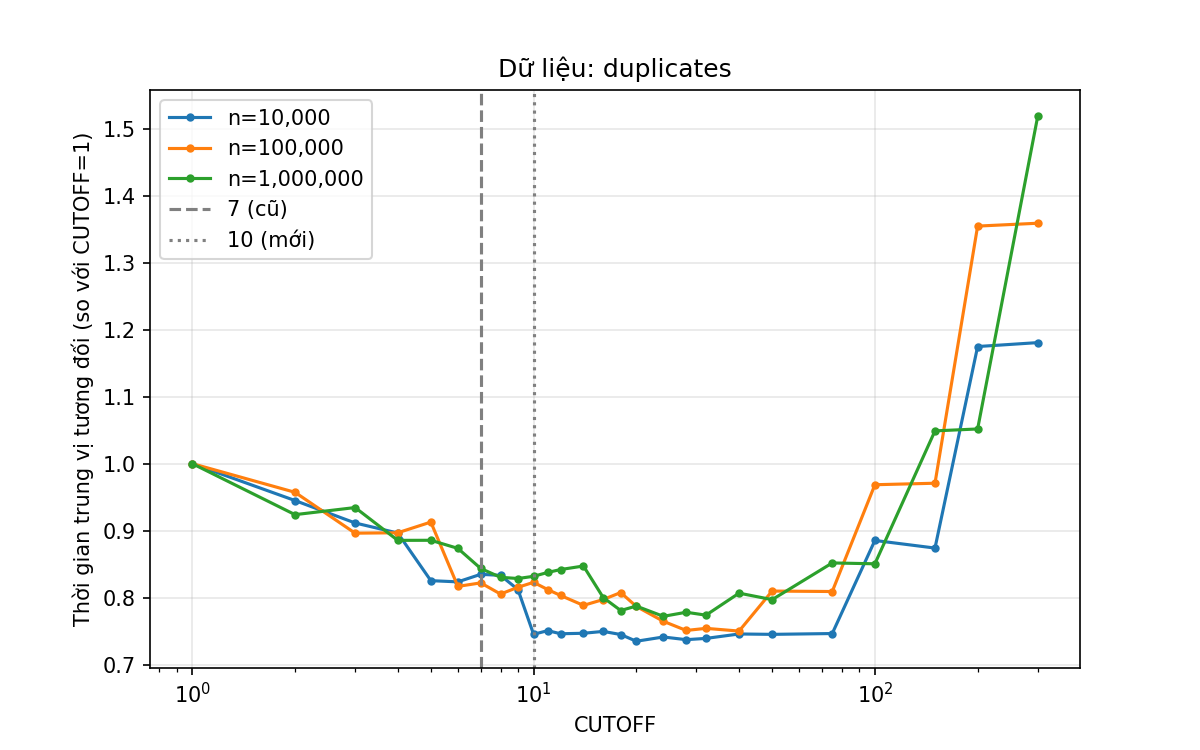 Dữ liệu: duplicates
n=10,000
n=100,000
n=1,000,000
7 (cũ)
10 (mới)
Thời gian trung vị tương đối (so với CUTOFF=1)
1.5
1.4
1.3
1.2
1.1
1.0
0.9
0.8
0.7
10⁰
10¹
10²
CUTOFF